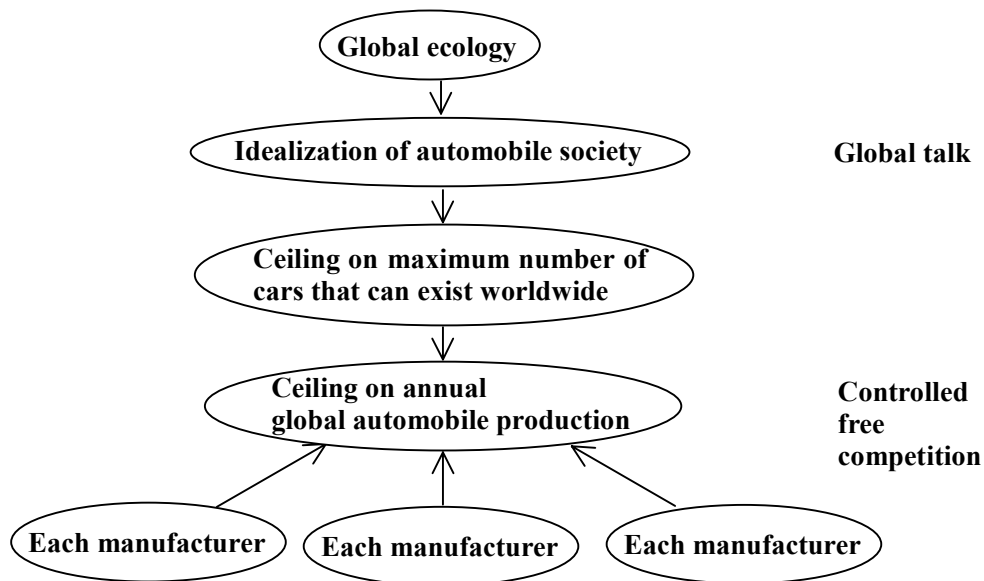 Global ecology
Idealization of automobile society
Global talk
Ceiling on maximum number of
cars that can exist worldwide
Ceiling on annual
global automobile production
Controlled
free
competition
Each manufacturer
Each manufacturer
Each manufacturer